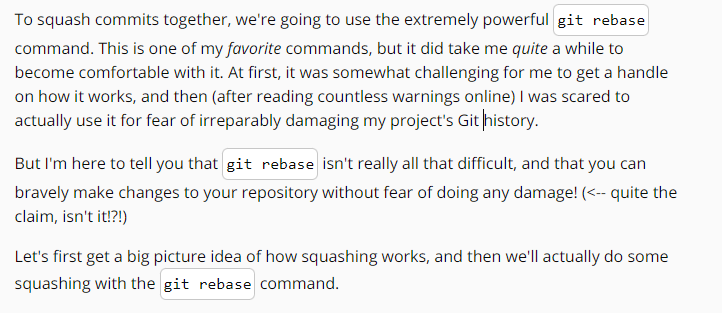 To squash commits together, we're going to use the extremely powerful git rebase
command. This is one of my favorite commands, but it did take me quite a while to
become comfortable with it. At first, it was somewhat challenging for me to get a handle
on how it works, and then (after reading countless warnings online) I was scared to
actually use it for fear of irreparably damaging my project's Git history.
But I'm here to tell you that git rebase isn't really all that difficult, and that you can
bravely make changes to your repository without fear of doing any damage! (<-- quite the
claim, isn't it!?!)
Let's first get a big picture idea of how squashing works, and then we'll actually do some
squashing with the git rebase command.